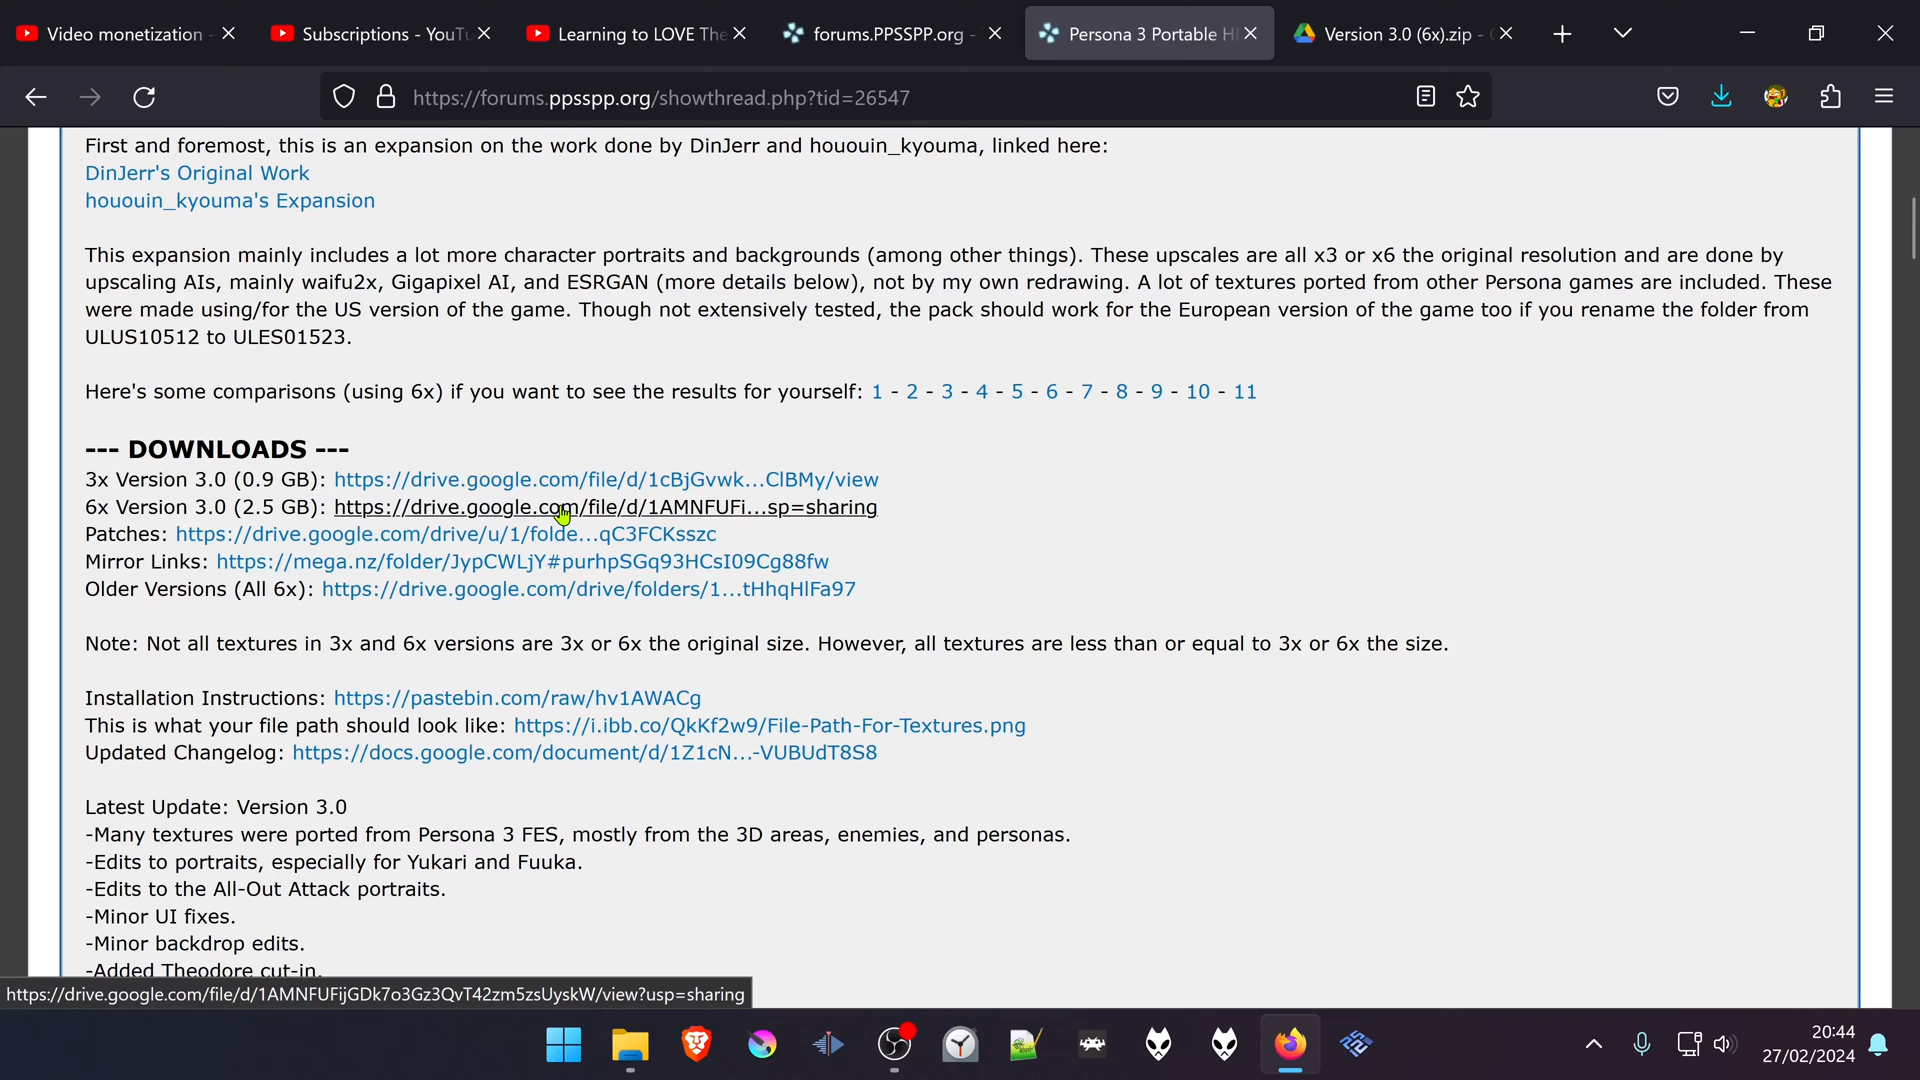 Video monetization -
Subscriptions - YouTu
Learning to LOVE The
forums.PPSSPP.org -
Persona 3 Portable H
Version 3.0 (6x).zip -
https://forums.ppsspp.org/showthread.php?tid=26547
First and foremost, this is an expansion on the work done by DinJerr and hououin_kyouma, linked here:
DinJerr's Original Work
hououin_kyouma's Expansion
This expansion mainly includes a lot more character portraits and backgrounds (among other things). These upscales are all x3 or x6 the original resolution and are done by
upscaling AIs, mainly waifu2x, Gigapixel AI, and ESRGAN (more details below), not by my own redrawing. A lot of textures ported from other Persona games are included. These
were made using/for the US version of the game. Though not extensively tested, the pack should work for the European version of the game too if you rename the folder from
ULUS10512 to ULES01523.
Here's some comparisons (using 6x) if you want to see the results for yourself: 1 - 2 - 3 - 4 - 5 - 6 - 7 - 8 - 9 - 10 - 11
--- DOWNLOADS ---
3x Version 3.0 (0.9 GB): https://drive.google.com/file/d/1cBjGvwk...ClBMy/view
6x Version 3.0 (2.5 GB): https://drive.google.com/file/d/1AMNFUFi...sp=sharing
Patches: https://drive.google.com/drive/u/1/folde...qC3FCKsszc
Mirror Links: https://mega.nz/folder/JypCWLjY#purhpSGq93HCsI09Cg88fw
Older Versions (All 6x): https://drive.google.com/drive/folders/1...tHhqHlFa97
Note: Not all textures in 3x and 6x versions are 3x or 6x the original size. However, all textures are less than or equal to 3x or 6x the size.
Installation Instructions: https://pastebin.com/raw/hv1AWACg
This is what your file path should look like: https://i.ibb.co/QkKf2w9/File-Path-For-Textures.png
Updated Changelog: https://docs.google.com/document/d/1Z1cN...-VUBUdT8S8
Latest Update: Version 3.0
-Many textures were ported from Persona 3 FES, mostly from the 3D areas, enemies, and personas.
-Edits to portraits, especially for Yukari and Fuuka.
-Edits to the All-Out Attack portraits.
-Minor UI fixes.
-Minor backdrop edits.
-Added Theodore cut-in.
https://drive.google.com/file/d/1AMNFUFijGDk7o3Gz3QvT42zm5zsUyskW/view?usp=sharing
20:44
27/02/2024